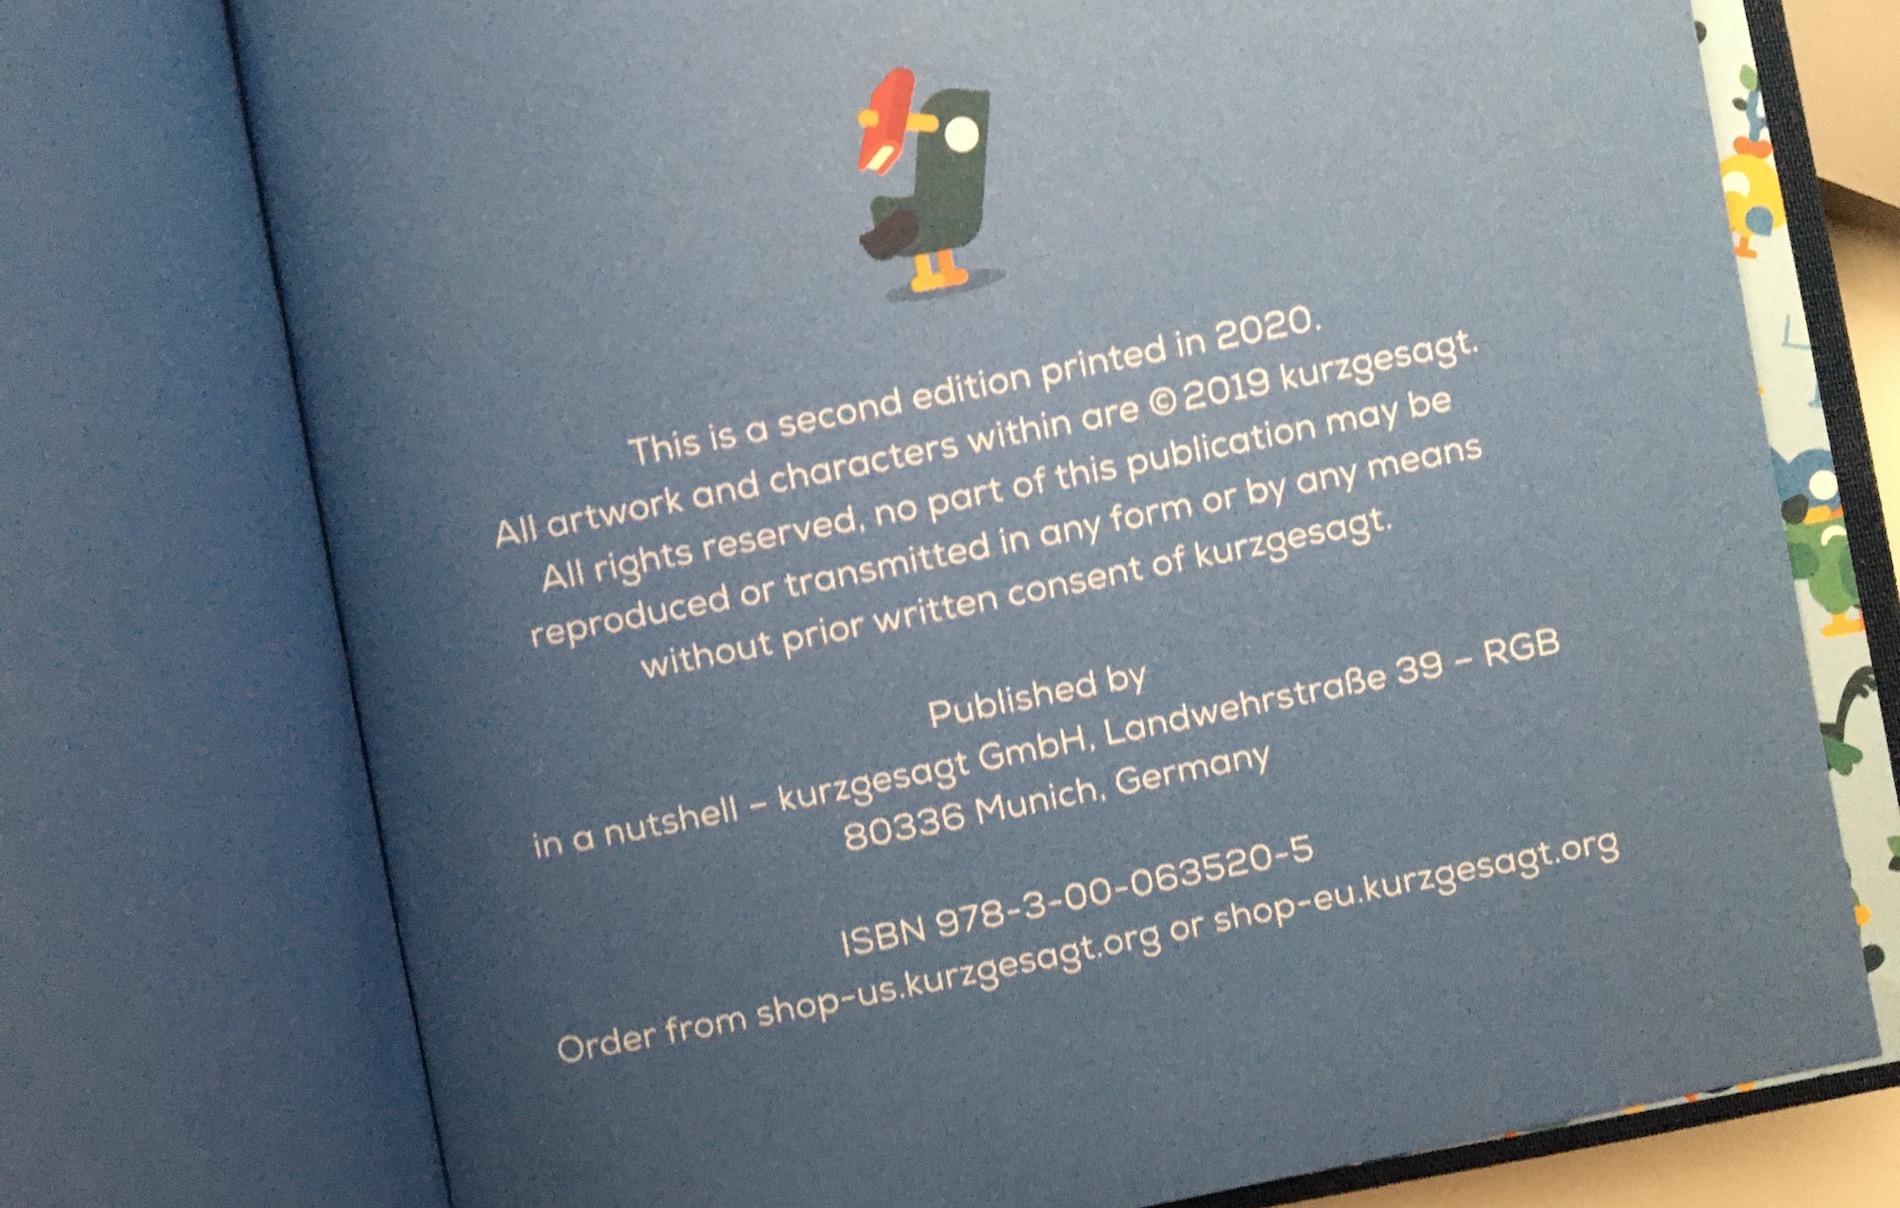 This is a second edition printed in 2020.
All artwork and characters within are © 2019 kurzgesagt.
All rights reserved, no part of this publication may be
reproduced or transmitted in any form or by any means
without prior written consent of kurzgesagt.
Published by
in a nutshell – kurzgesagt GmbH, Landwehrstraße 39 – RGB
80336 Munich, Germany
ISBN 978-3-00-063520-5
Order from shop-us.kurzgesagt.org or shop-eu.kurzgesagt.org